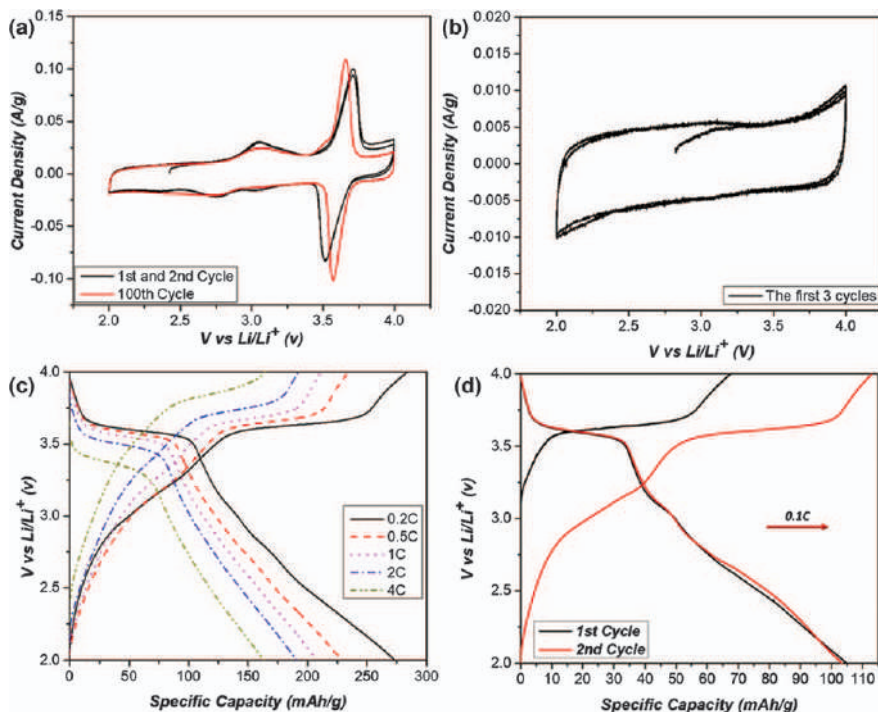 (a)
Current Density (A/g)
0.10
0.05
0.00
-0.05
-0.10
1st and 2nd Cycle
100th Cycle
2.0 2.5 3.0 3.5 4.0
V vs Li/Li⁺ (v)
(b)
Current Density (A/g)
0.020
0.015
0.010
0.005
0.000
-0.005
-0.010
-0.015
-0.020
The first 3 cycles
2.0 2.5 3.0 3.5 4.0
V vs Li/Li⁺ (V)
(c)
V vs Li/Li⁺ (v)
4.0
3.5
3.0
2.5
2.0
0.2C
0.5C
1C
2C
4C
0 50 100 150 200 250 300
Specific Capacity (mAh/g)
(d)
V vs Li/Li⁺ (v)
4.0
3.5
3.0
2.5
2.0
0.1C
1st Cycle
2nd Cycle
0 10 20 30 40 50 60 70 80 90 100 110
Specific Capacity (mAh/g)